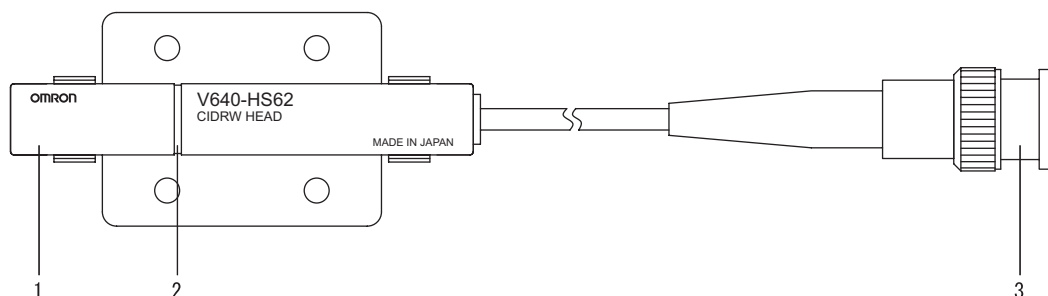 OMRON
V640-HS62
CIDRW HEAD
MADE IN JAPAN
1
2
3